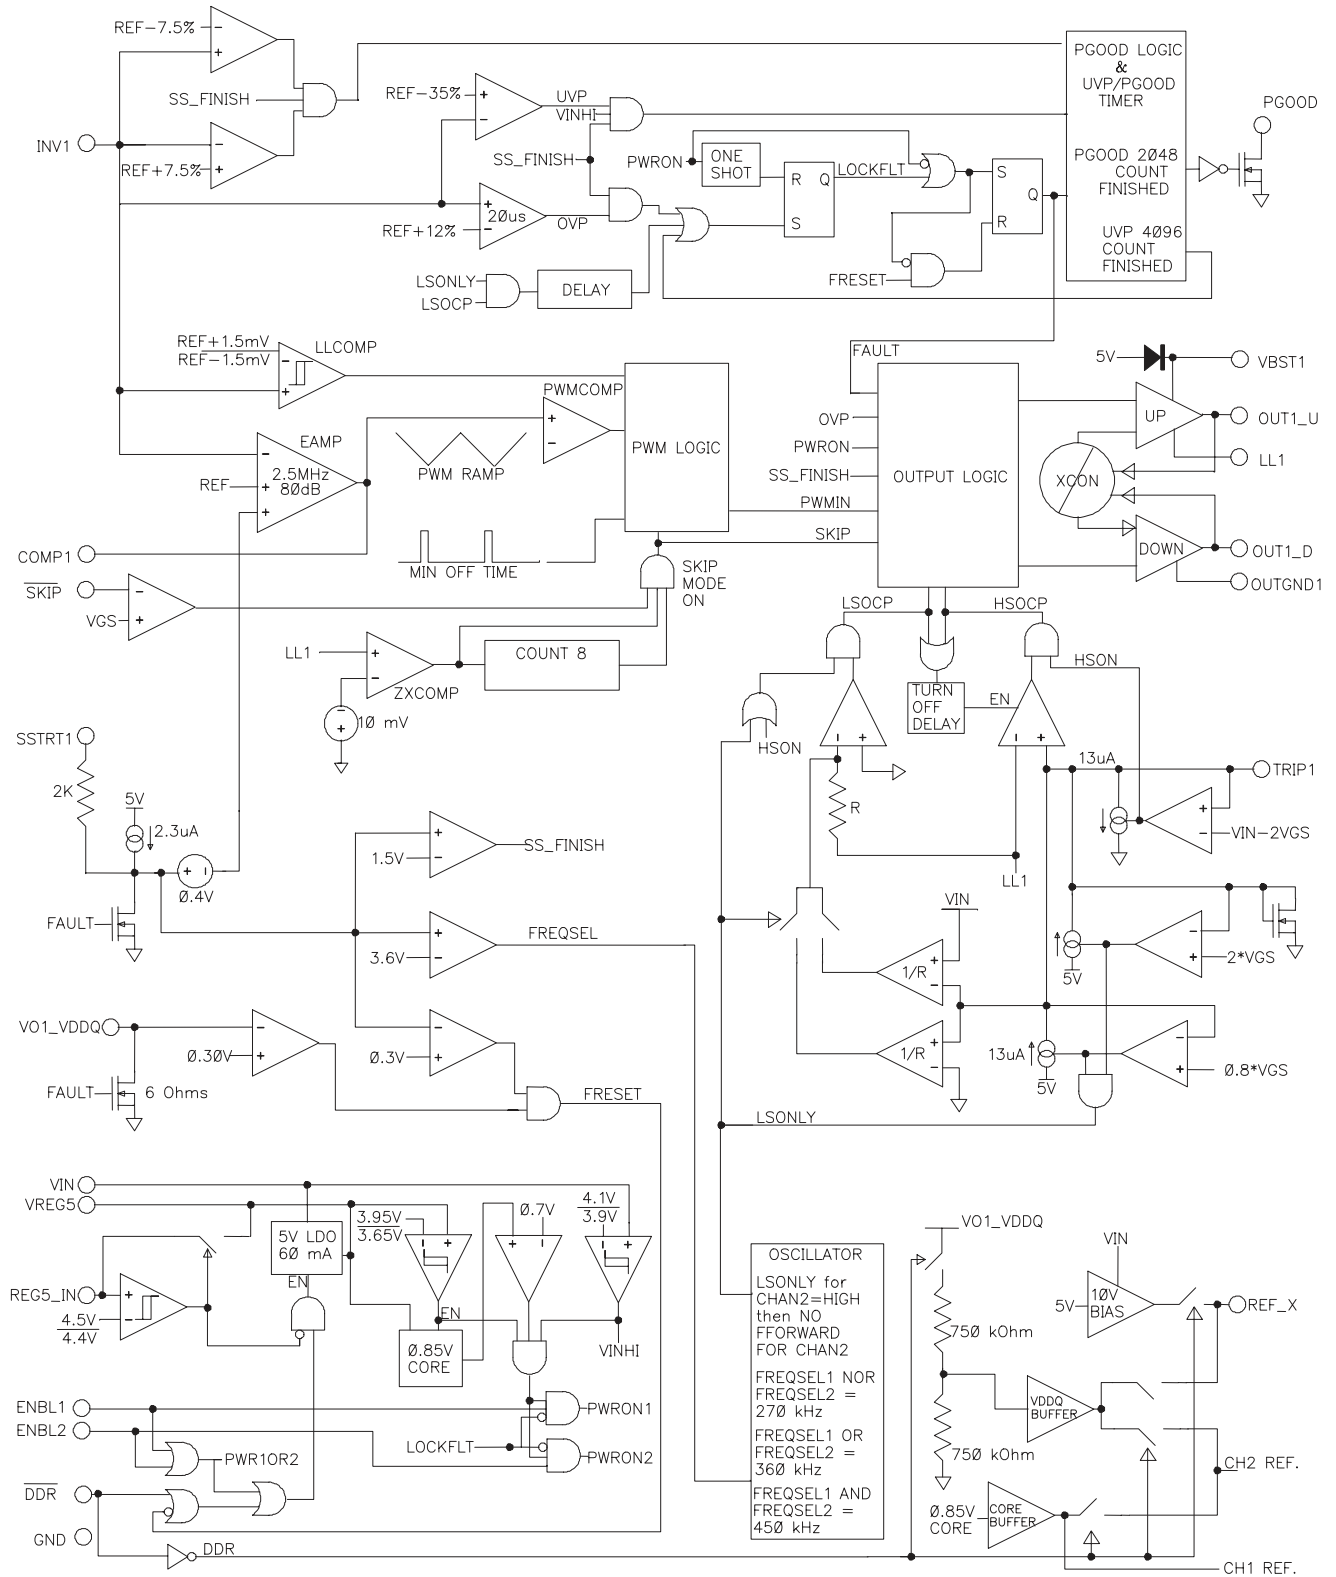 REF−7.5%
SS_FINISH
INV1
REF+7.5%
REF−35%
UVP
VINHI
SS_FINISH
20us
OVP
REF+12%
LSONLY
LSOCP
DELAY
PWRON
ONE
SHOT
R Q
S
LOCKFLT
S
Q
R
FRESET
PGOOD LOGIC
&
UVP/PGOOD
TIMER
PGOOD 2048
COUNT
FINISHED
UVP 4096
COUNT
FINISHED
PGOOD
REF+1.5mV
REF−1.5mV
LLCOMP
EAMP
2.5MHz
80dB
REF
PWMCOMP
PWM RAMP
PWM LOGIC
MIN OFF TIME
COMP1
SKIP
VGS
SKIP
MODE
ON
LL1
COUNT 8
ZXCOMP
10 mV
FAULT
OVP
PWRON
SS_FINISH
PWMIN
SKIP
OUTPUT LOGIC
5V
VBST1
UP
OUT1_U
LL1
XCON
DOWN
OUT1_D
OUTGND1
LSOCP
HSOCP
HSON
TURN
OFF
DELAY
EN
HSON
R
LL1
13uA
TRIP1
VIN−2VGS
SSTRT1
2K
5V
2.3uA
0.4V
FAULT
1.5V
SS_FINISH
3.6V
FREQSEL
0.3V
VO1_VDDQ
0.30V
FAULT
6 Ohms
FRESET
VIN
1/R
1/R
5V
2*VGS
13uA
5V
0.8*VGS
LSONLY
VIN
VREG5
5V LDO
60 mA
EN
REG5_IN
4.5V
4.4V
3.95V
3.65V
EN
0.85V
CORE
0.7V
4.1V
3.9V
VINHI
ENBL1
ENBL2
PWR1OR2
LOCKFLT
PWRON1
PWRON2
DDR
GND
DDR
OSCILLATOR
LSONLY for
CHAN2=HIGH
then NO
FFORWARD
FOR CHAN2
FREQSEL1 NOR
FREQSEL2 =
270 kHz
FREQSEL1 OR
FREQSEL2 =
360 kHz
FREQSEL1 AND
FREQSEL2 =
450 kHz
VO1_VDDQ
750 kOhm
750 kOhm
VIN
5V
10V
BIAS
REF_X
VDDQ
BUFFER
CH2 REF.
0.85V
CORE
CORE
BUFFER
CH1 REF.